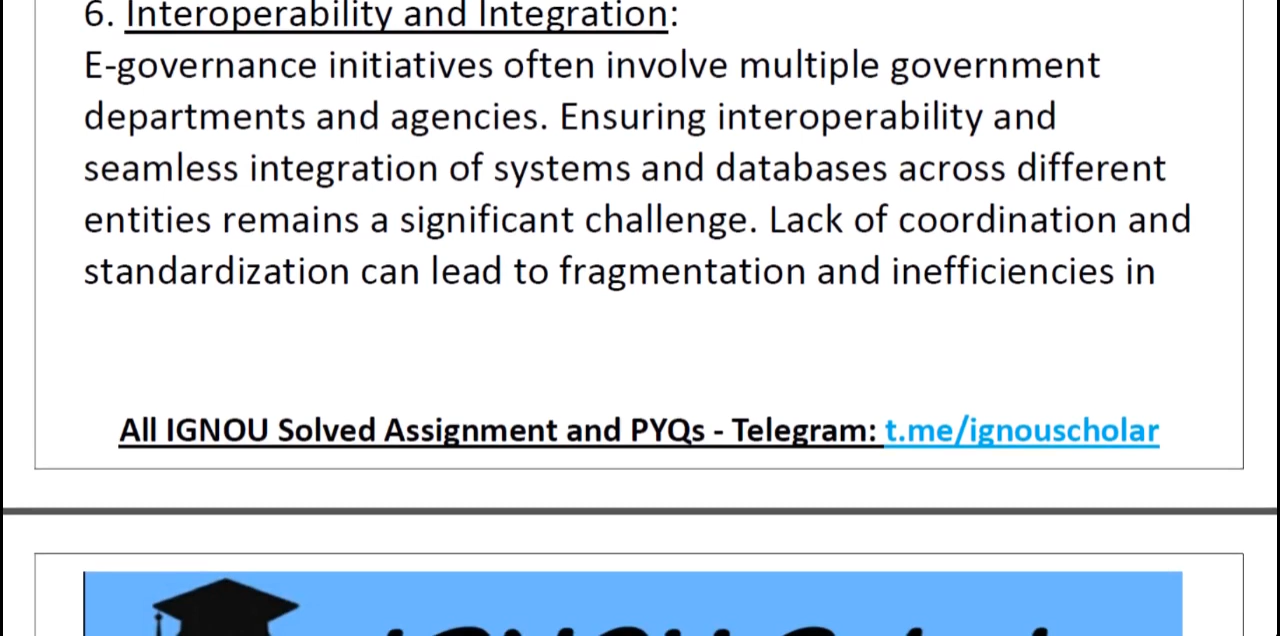 6. Interoperability and Integration:
E-governance initiatives often involve multiple government
departments and agencies. Ensuring interoperability and
seamless integration of systems and databases across different
entities remains a significant challenge. Lack of coordination and
standardization can lead to fragmentation and inefficiencies in
All IGNOU Solved Assignment and PYQs - Telegram: t.me/ignouscholar